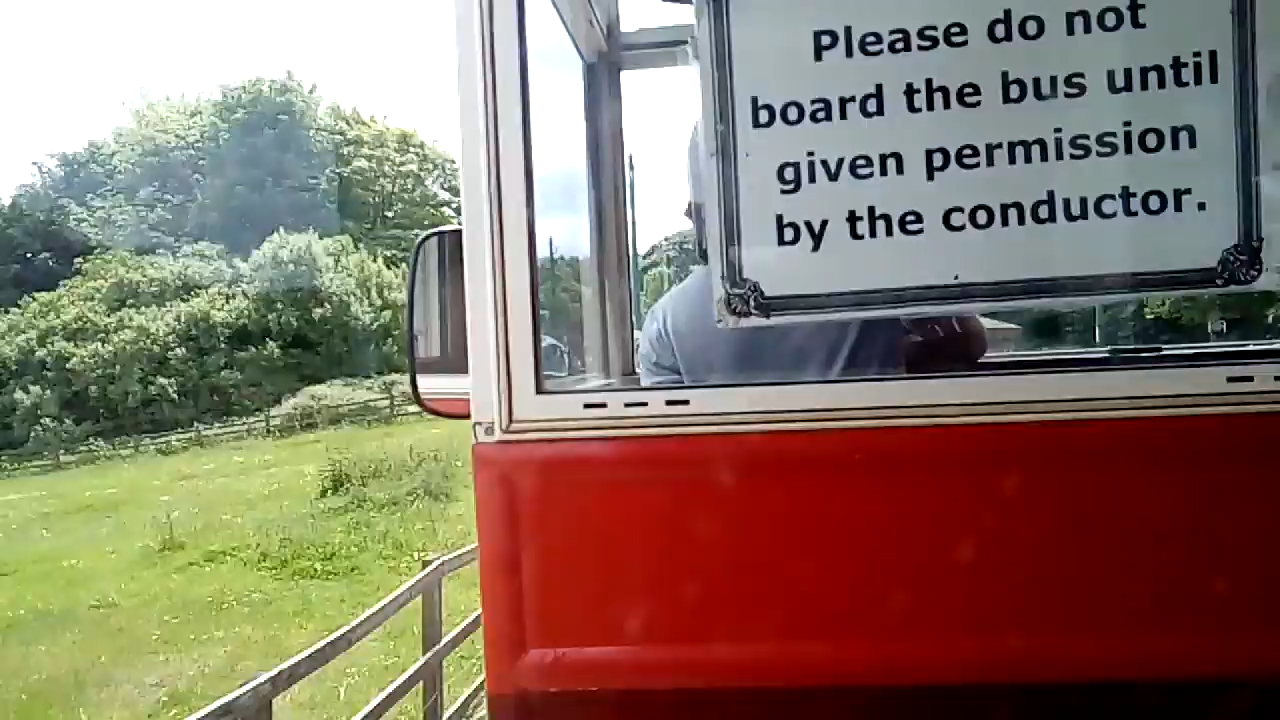 Please do not
board the bus until
given permission
by the conductor.